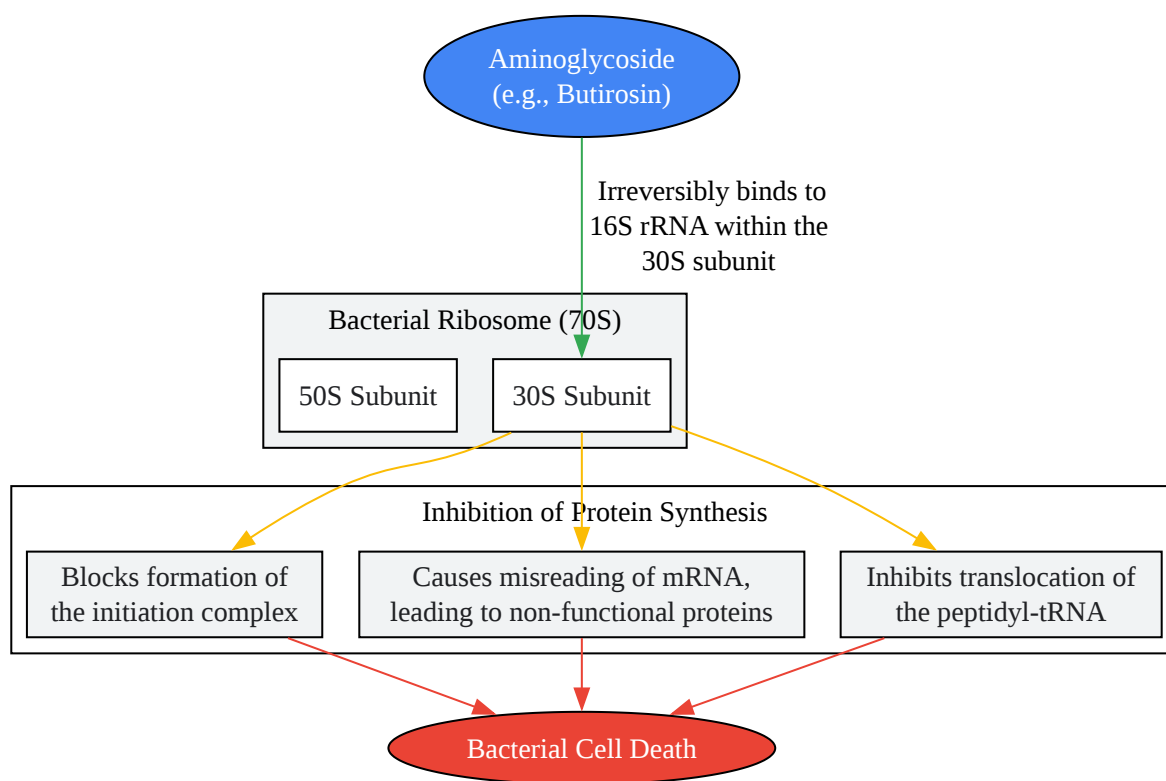 Aminoglycoside
(e.g., Butirosin)
Irreversibly binds to
16S rRNA within the
30S subunit
Bacterial Ribosome (70S)
50S Subunit
30S Subunit
Inhibition of Protein Synthesis
Blocks formation of
the initiation complex
Causes misreading of mRNA,
leading to non-functional proteins
Inhibits translocation of
the peptidyl-tRNA
Bacterial Cell Death